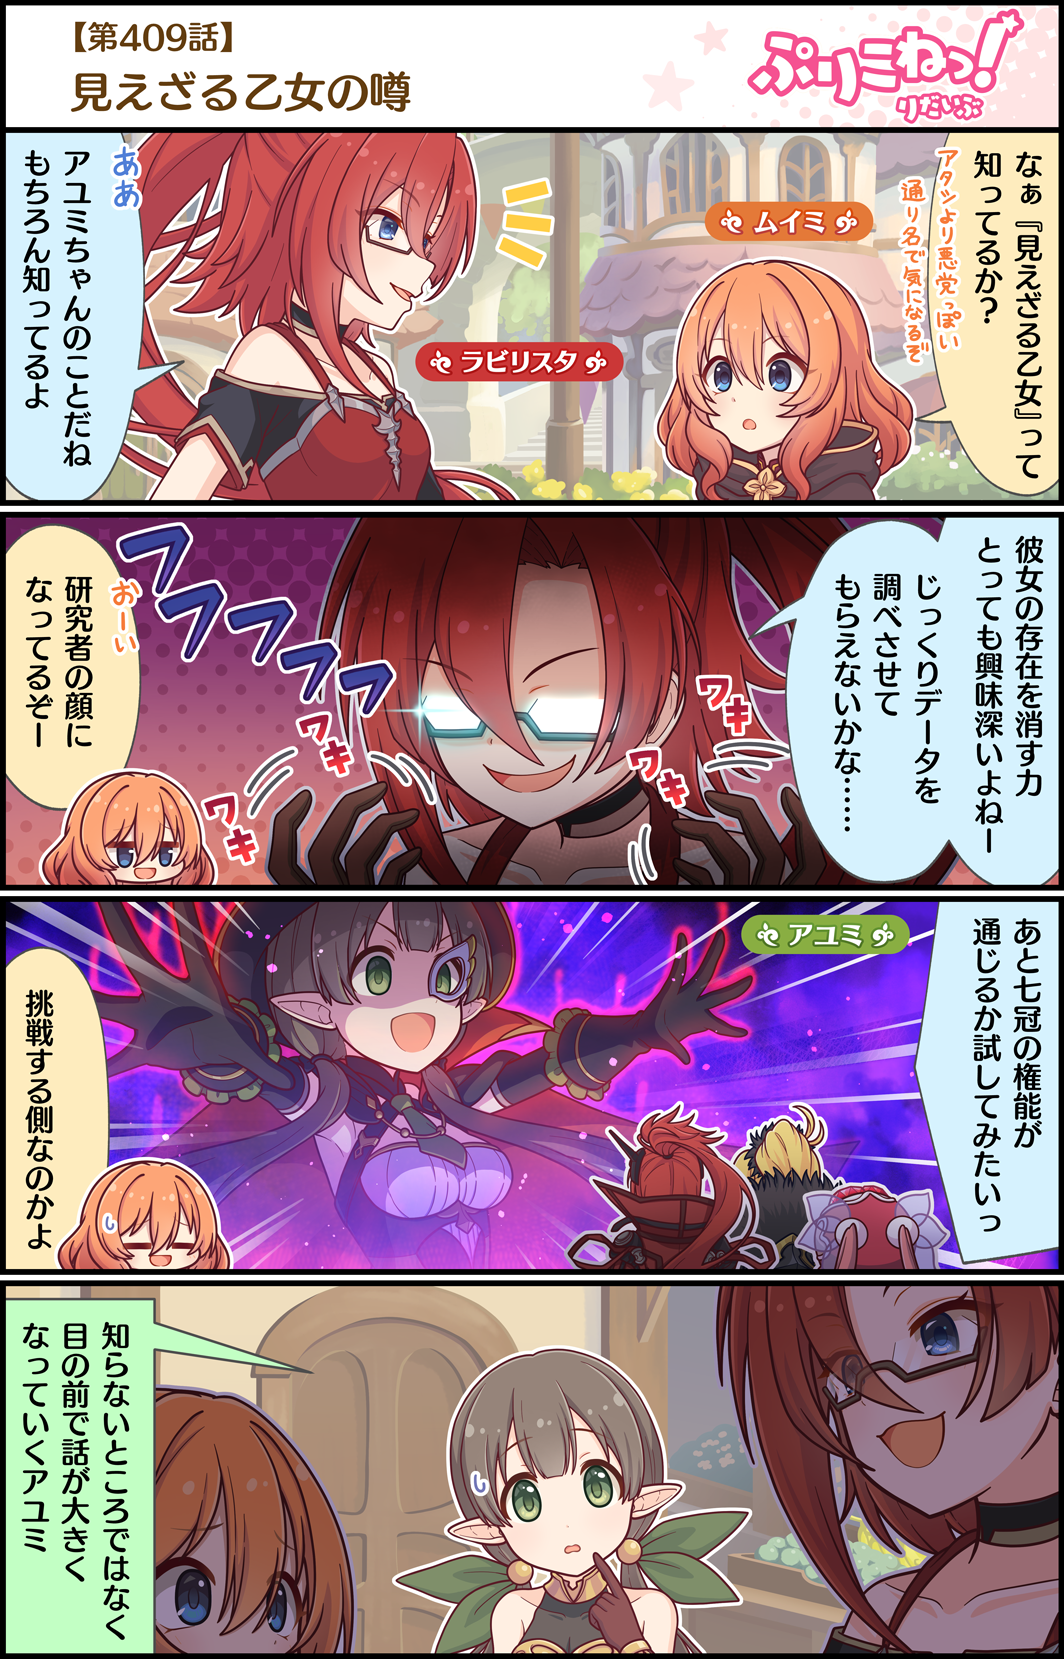 【第409話】
見えざる乙女の噂
ぷりこねっ!
りだいぶ
なぁ『見えざる乙女』って
知ってるか?
アタシより悪党っぽい
通り名で気になるぞ
ムイミ
ラビリスタ
ああ
アユミちゃんのことだね
もちろん知ってるよ
彼女の存在を消す力
とっても興味深いよねー
じっくりデータを
調べさせて
もらえないかな……
フフフフフ
ワキ
ワキ
ワキ
ワキ
おーい
研究者の顔に
なってるぞー
あと七冠の権能が
通じるか試してみたいっ
アユミ
挑戦する側なのかよ
知らないところではなく
目の前で話が大きく
なっていくアユミ